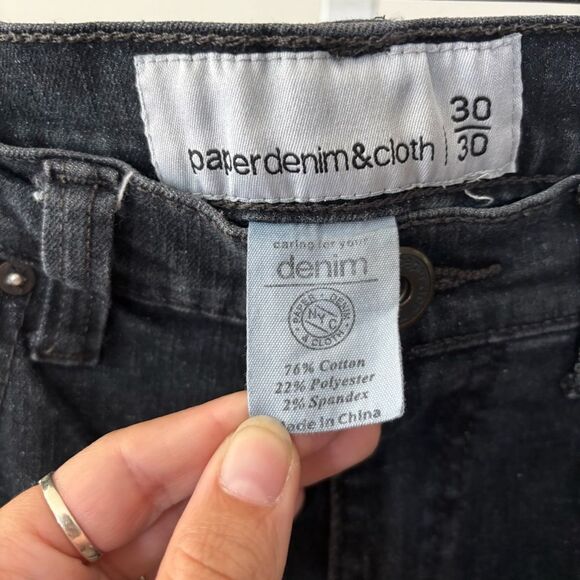 paperdenim&cloth
30
30
caring for your
denim
PAPER · DENIM
& CLOTH
NYC
76% Cotton
22% Polyester
2% Spandex
Made in China